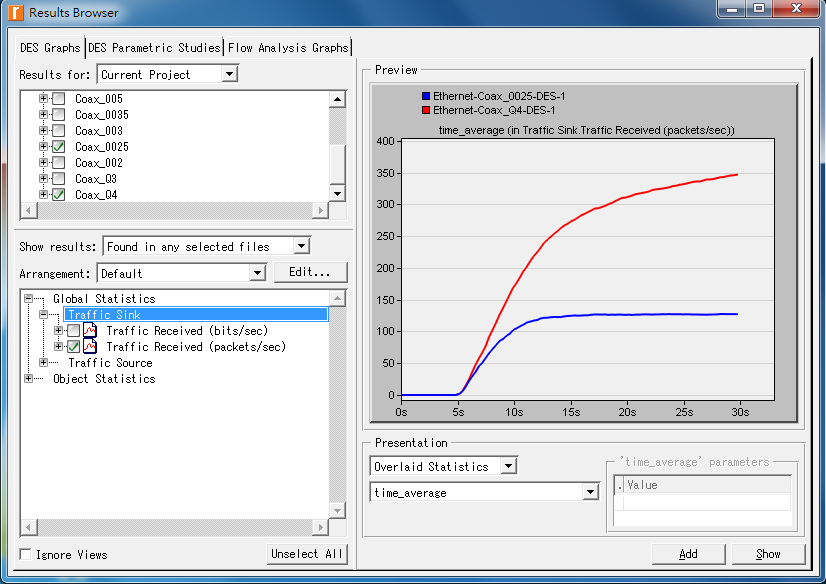 Results Browser
DES Graphs DES Parametric Studies Flow Analysis Graphs
Results for: Current Project
Coax_005
Coax_0035
Coax_003
Coax_0025
Coax_002
Coax_Q3
Coax_Q4
Show results: Found in any selected files
Arrangement: Default Edit...
Global Statistics
Traffic Sink
Traffic Received (bits/sec)
Traffic Received (packets/sec)
Traffic Source
Object Statistics
Ignore Views Unselect All
Preview
Ethernet-Coax_0025-DES-1
Ethernet-Coax_Q4-DES-1
time_average (in Traffic Sink.Traffic Received (packets/sec))
400
350
300
250
200
150
100
50
0
0s 5s 10s 15s 20s 25s 30s
Presentation
Overlaid Statistics
time_average
'time_average' parameters
. Value
Add Show